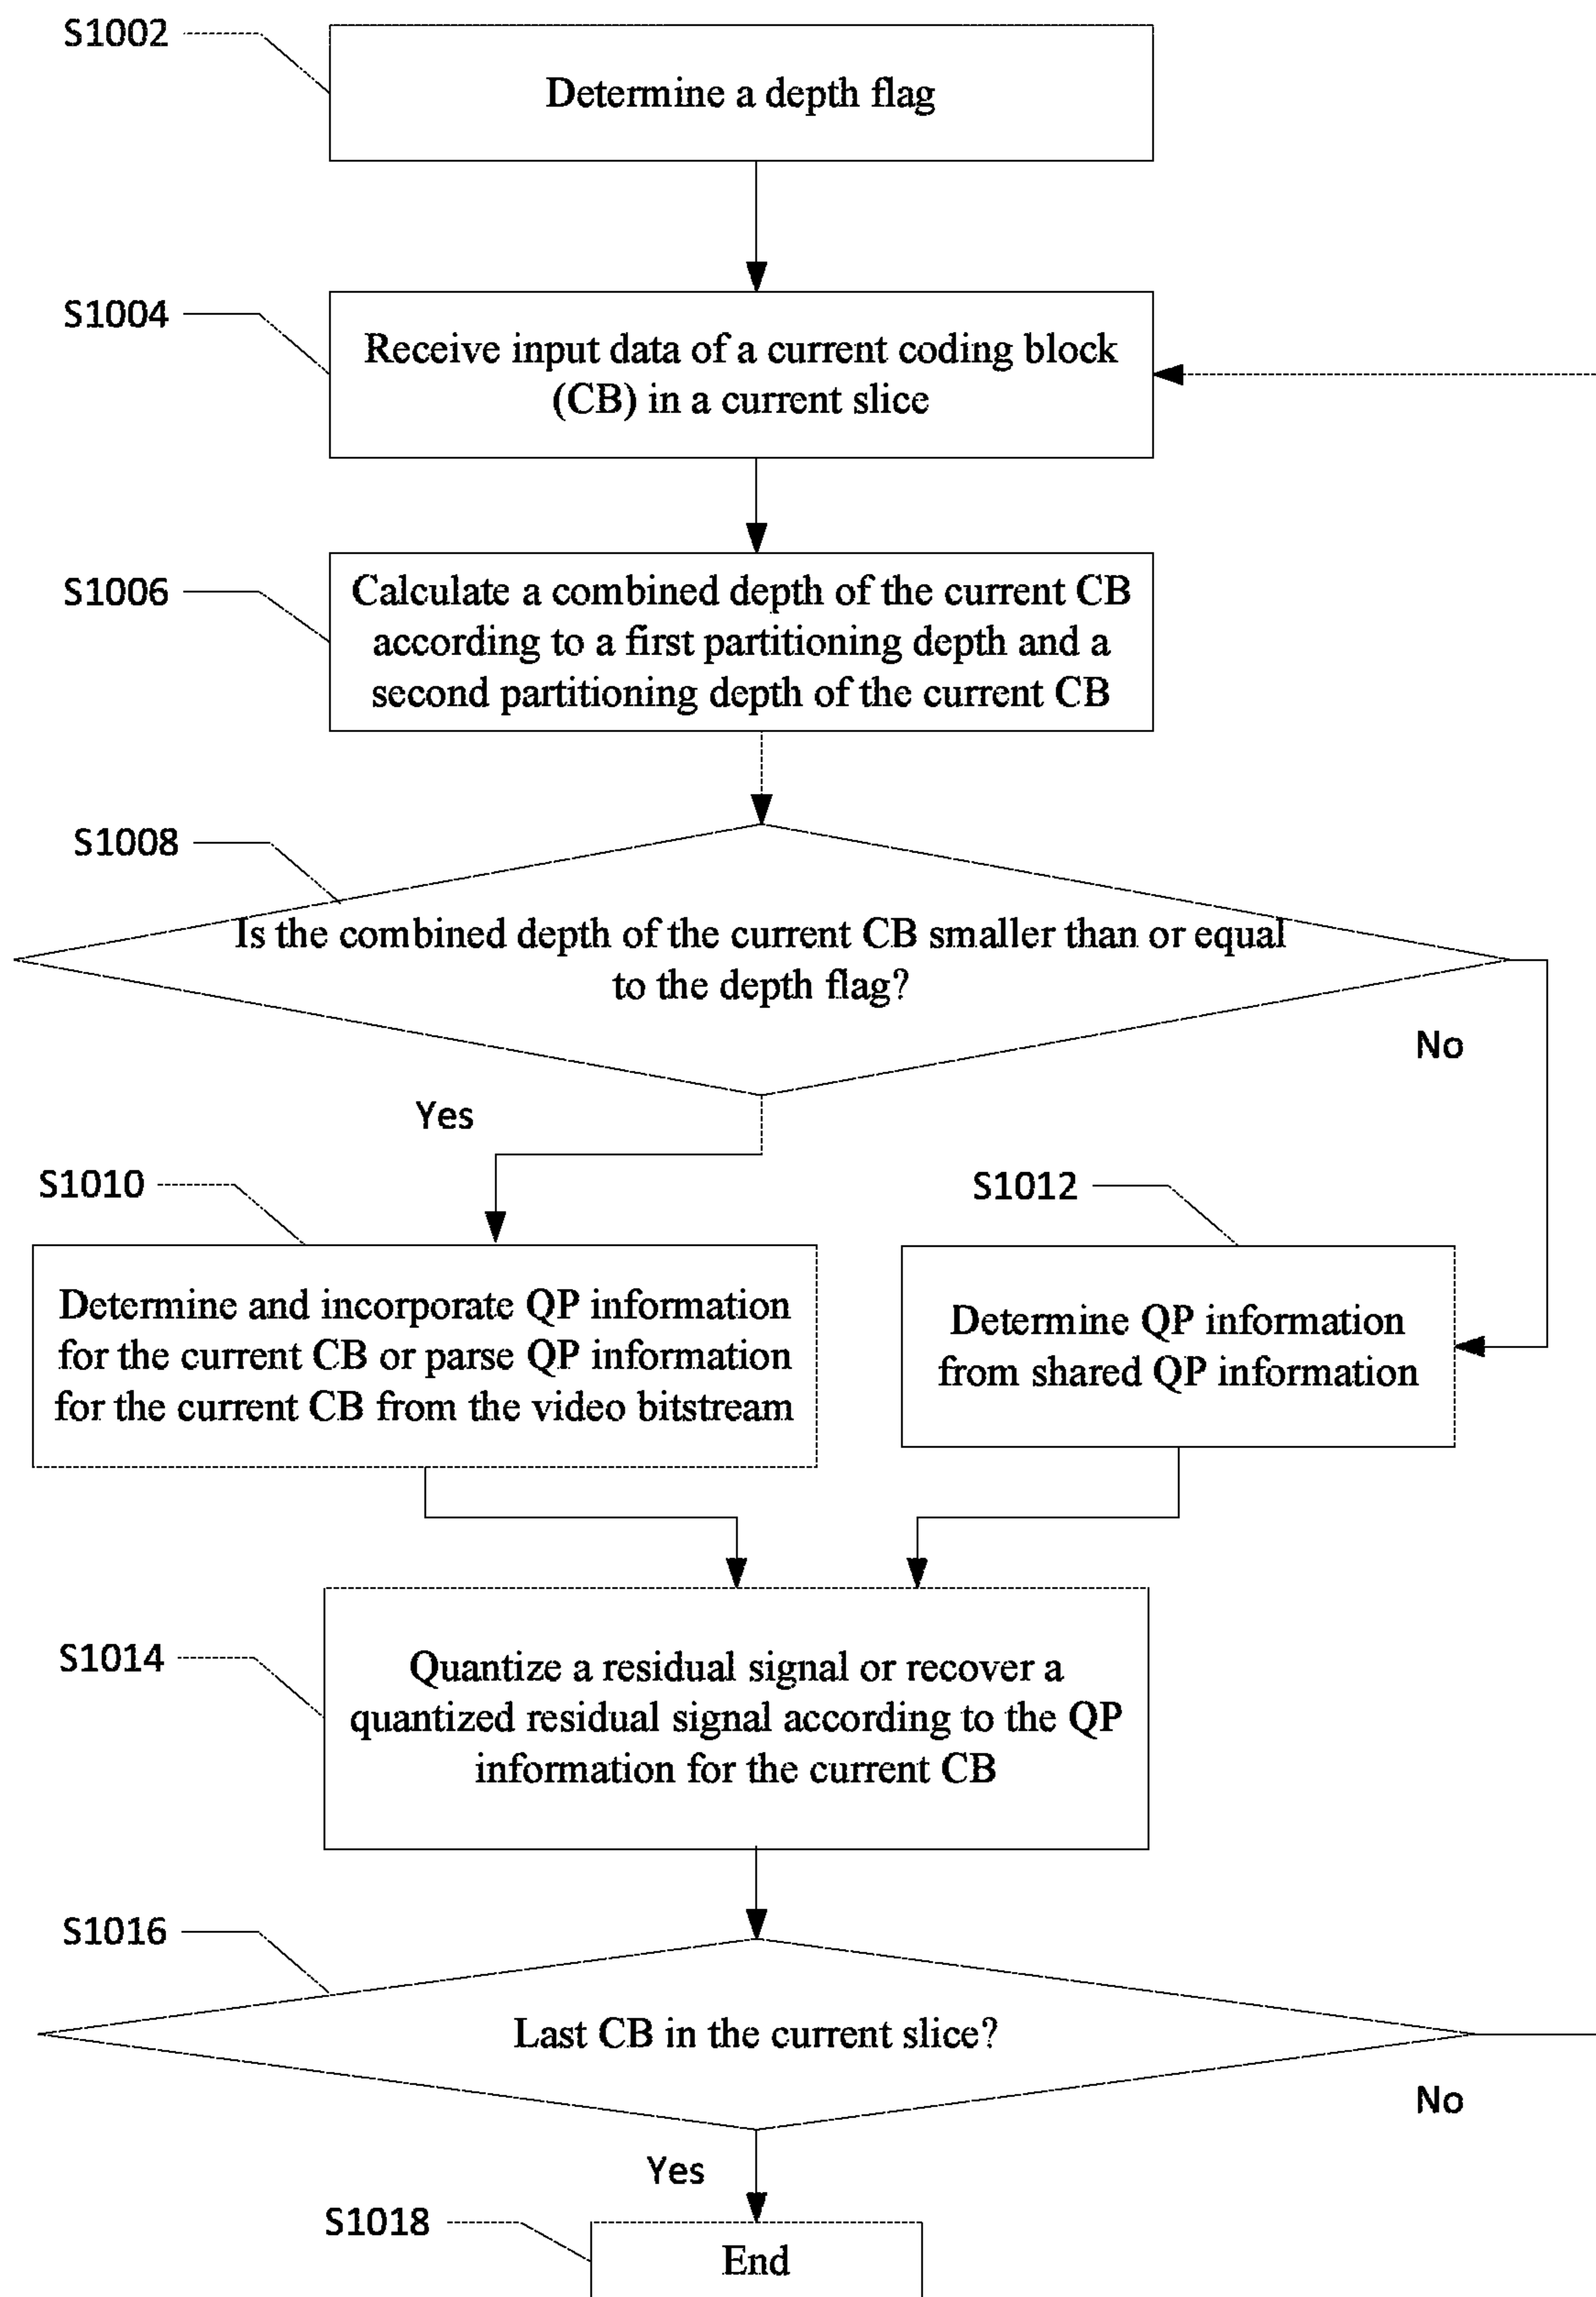 S1002
Determine a depth flag
S1004
Receive input data of a current coding block
(CB) in a current slice
S1006
Calculate a combined depth of the current CB
according to a first partitioning depth and a
second partitioning depth of the current CB
S1008
Is the combined depth of the current CB smaller than or equal
to the depth flag?
No
Yes
S1010
S1012
Determine and incorporate QP information
for the current CB or parse QP information
for the current CB from the video bitstream
Determine QP information
from shared QP information
S1014
Quantize a residual signal or recover a
quantized residual signal according to the QP
information for the current CB
S1016
Last CB in the current slice?
No
Yes
S1018
End